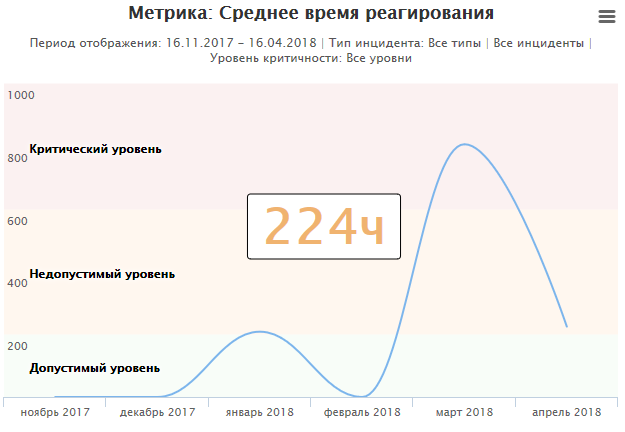 Метрика: Среднее время реагирования
Период отображения: 16.11.2017 – 16.04.2018 | Тип инцидента: Все типы | Все инциденты |
Уровень критичности: Все уровни
1000
Критический уровень
800
224ч
600
Недопустимый уровень
400
200
Допустимый уровень
ноябрь 2017 декабрь 2017 январь 2018 февраль 2018 март 2018 апрель 2018